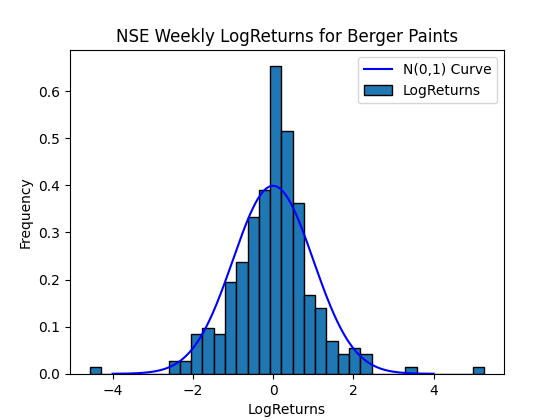 NSE Weekly LogReturns for Berger Paints
N(0,1) Curve
LogReturns
Frequency
0.6
0.5
0.4
0.3
0.2
0.1
0.0
−4
−2
0
2
4
LogReturns